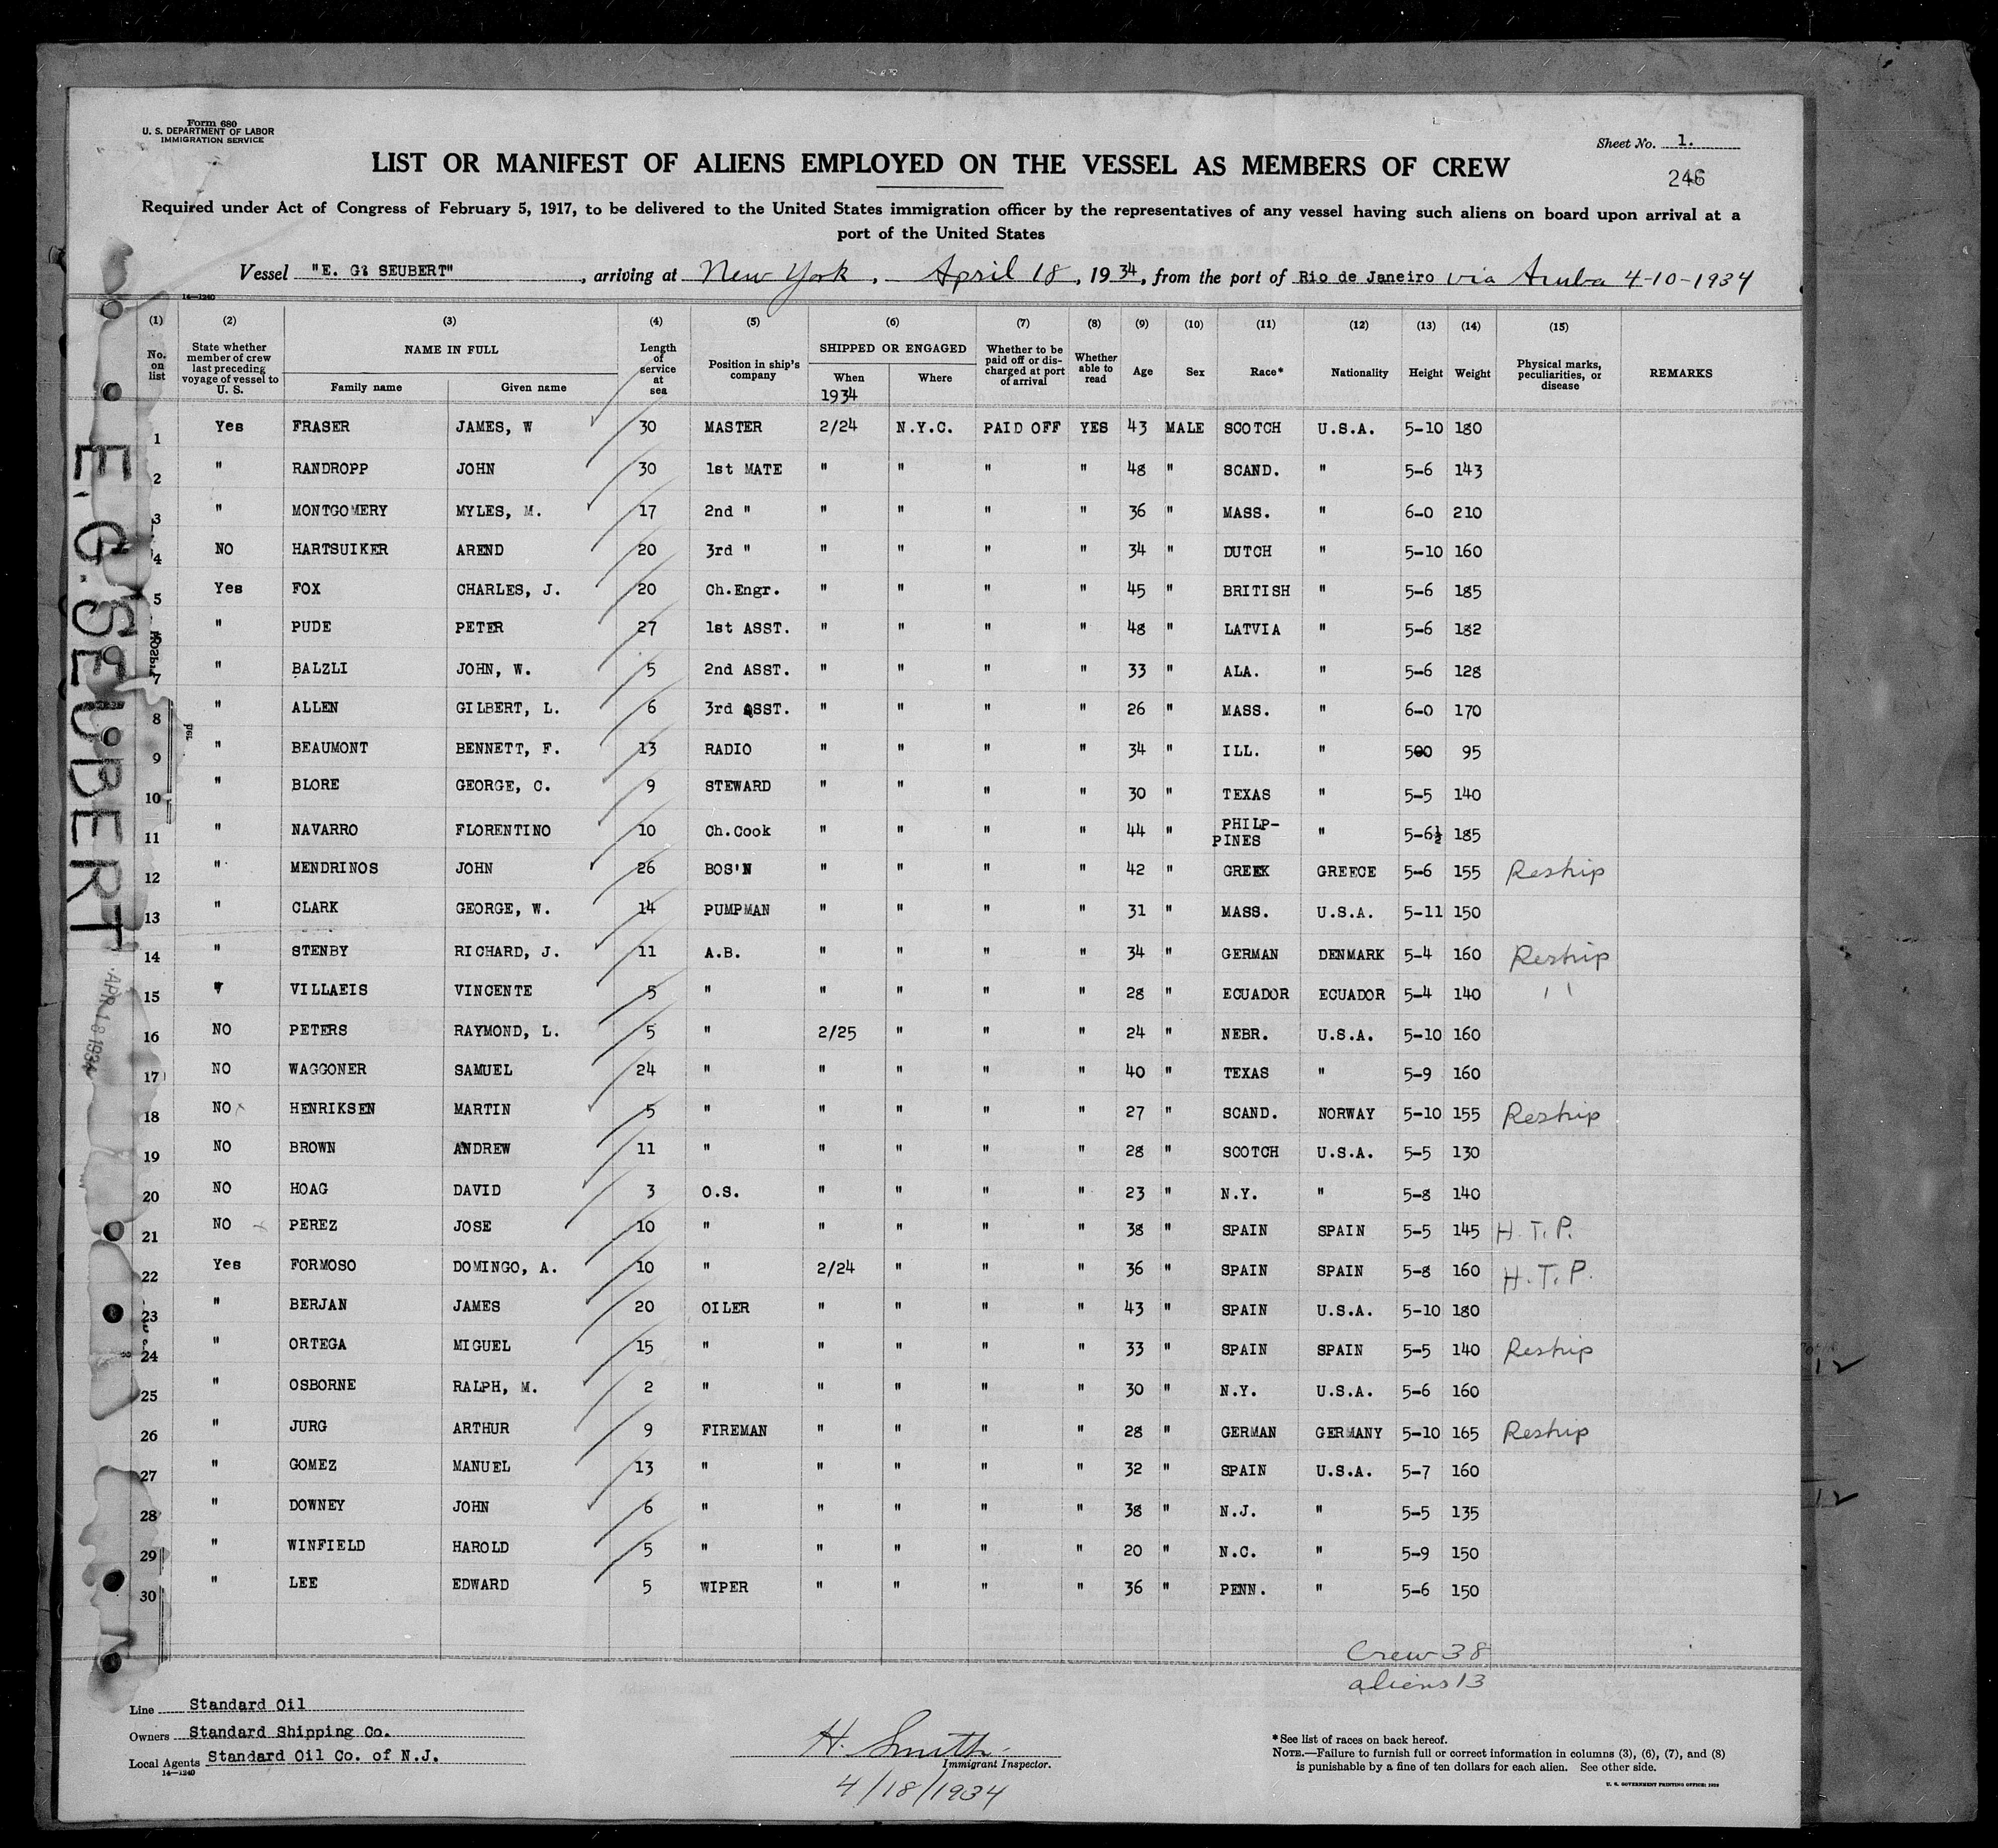 Form 680
U. S. DEPARTMENT OF LABOR
IMMIGRATION SERVICE
Sheet No. 1.
LIST OR MANIFEST OF ALIENS EMPLOYED ON THE VESSEL AS MEMBERS OF CREW
246
Required under Act of Congress of February 5, 1917, to be delivered to the United States immigration officer by the representatives of any vessel having such aliens on board upon arrival at a
port of the United States
Vessel "E. G. SEUBERT" , arriving at New York , April 18 , 1934, from the port of Rio de Janeiro via Aruba 4-10-1934
14—1240
(1) (2) (3) (4) (5) (6) (7) (8) (9) (10) (11) (12) (13) (14) (15)
No. on list | State whether member of crew last preceding voyage of vessel to U. S. | NAME IN FULL | Length of service at sea | Position in ship's company | SHIPPED OR ENGAGED | Whether to be paid off or discharged at port of arrival | Whether able to read | Age | Sex | Race* | Nationality | Height | Weight | Physical marks, peculiarities, or disease | REMARKS
Family name | Given name | When | Where
1934
1 Yes FRASER JAMES, W 30 MASTER 2/24 N.Y.C. PAID OFF YES 43 MALE SCOTCH U.S.A. 5-10 180
2 " RANDROPP JOHN 30 1st MATE " " " " 48 " SCAND. " 5-6 143
3 " MONTGOMERY MYLES, M. 17 2nd " " " " " 36 " MASS. " 6-0 210
4 NO HARTSUIKER AREND 20 3rd " " " " " 34 " DUTCH " 5-10 160
5 Yes FOX CHARLES, J. 20 Ch.Engr. " " " " 45 " BRITISH " 5-6 185
6 " PUDE PETER 27 1st ASST. " " " " 48 " LATVIA " 5-6 182
7 " BALZLI JOHN, W. 5 2nd ASST. " " " " 33 " ALA. " 5-6 128
8 " ALLEN GILBERT, L. 6 3rd ASST. " " " " 26 " MASS. " 6-0 170
9 " BEAUMONT BENNETT, F. 13 RADIO " " " " 34 " ILL. " 5-0 95
10 " BLORE GEORGE, C. 9 STEWARD " " " " 30 " TEXAS " 5-5 140
11 " NAVARRO FLORENTINO 10 Ch.Cook " " " " 44 " PHILP-PINES " 5-6½ 185
12 " MENDRINOS JOHN 26 BOS'N " " " " 42 " GREEK GREECE 5-6 155 Reship
13 " CLARK GEORGE, W. 14 PUMPMAN " " " " 31 " MASS. U.S.A. 5-11 150
14 " STENBY RICHARD, J. 11 A.B. " " " " 34 " GERMAN DENMARK 5-4 160 Reship
15 " VILLAEIS VINCENTE 5 " " " " " 28 " ECUADOR ECUADOR 5-4 140 "
16 NO PETERS RAYMOND, L. 5 " 2/25 " " " 24 " NEBR. U.S.A. 5-10 160
17 NO WAGGONER SAMUEL 24 " " " " " 40 " TEXAS " 5-9 160
18 NO HENRIKSEN MARTIN 5 " " " " " 27 " SCAND. NORWAY 5-10 155 Reship
19 NO BROWN ANDREW 11 " " " " " 28 " SCOTCH U.S.A. 5-5 130
20 NO HOAG DAVID 3 O.S. " " " " 23 " N.Y. " 5-8 140
21 NO PEREZ JOSE 10 " " " " " 38 " SPAIN SPAIN 5-5 145 H.T.P.
22 Yes FORMOSO DOMINGO, A. 10 " 2/24 " " " 36 " SPAIN SPAIN 5-8 160 H.T.P.
23 " BERJAN JAMES 20 OILER " " " " 43 " SPAIN U.S.A. 5-10 180
24 " ORTEGA MIGUEL 15 " " " " " 33 " SPAIN SPAIN 5-5 140 Reship
25 " OSBORNE RALPH, M. 2 " " " " " 30 " N.Y. U.S.A. 5-6 160
26 " JURG ARTHUR 9 FIREMAN " " " " 28 " GERMAN GERMANY 5-10 165 Reship
27 " GOMEZ MANUEL 13 " " " " " 32 " SPAIN U.S.A. 5-7 160
28 " DOWNEY JOHN 6 " " " " " 38 " N.J. " 5-5 135
29 " WINFIELD HAROLD 5 " " " " " 20 " N.C. " 5-9 150
30 " LEE EDWARD 5 WIPER " " " " 36 " PENN. " 5-6 150
Crew 38
aliens 13
Line Standard Oil
Owners Standard Shipping Co.
Local Agents Standard Oil Co. of N.J.
14—1240
H. Smith
Immigrant Inspector.
4/18/1934
*See list of races on back hereof.
NOTE.—Failure to furnish full or correct information in columns (3), (6), (7), and (8)
is punishable by a fine of ten dollars for each alien. See other side.
E. G. SEUBERT
APR 18 1934
12
12